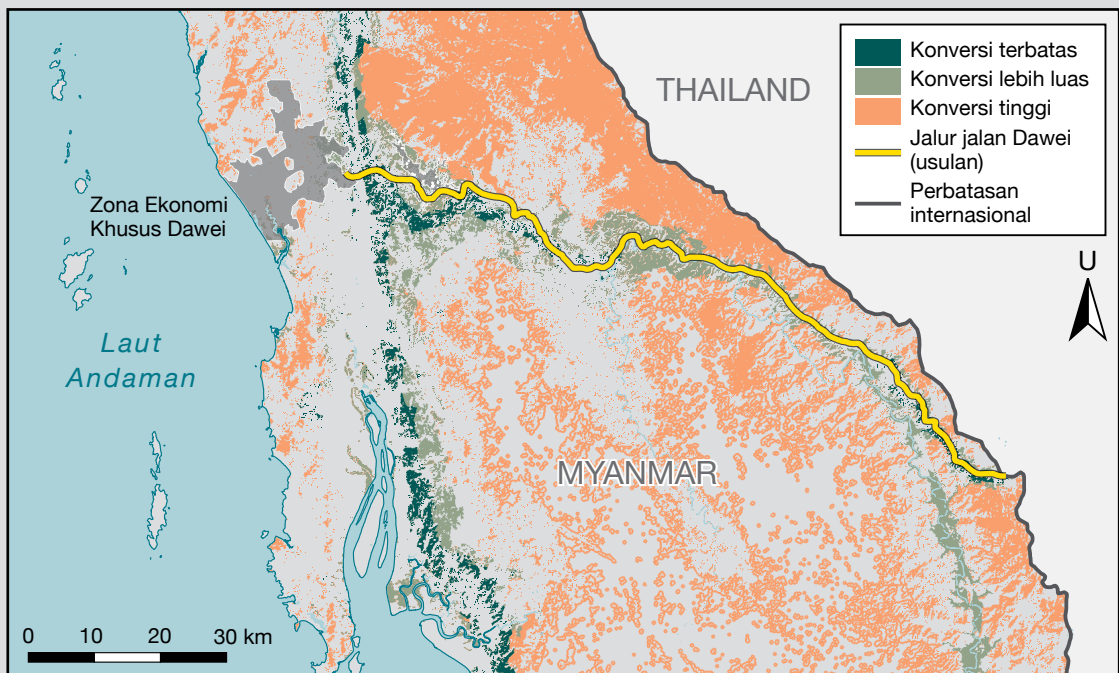 THAILAND
Konversi terbatas
Konversi lebih luas
Konversi tinggi
Jalur jalan Dawei
(usulan)
Perbatasan
internasional
Zona Ekonomi
Khusus Dawei
U
Laut
Andaman
MYANMAR
0 10 20 30 km